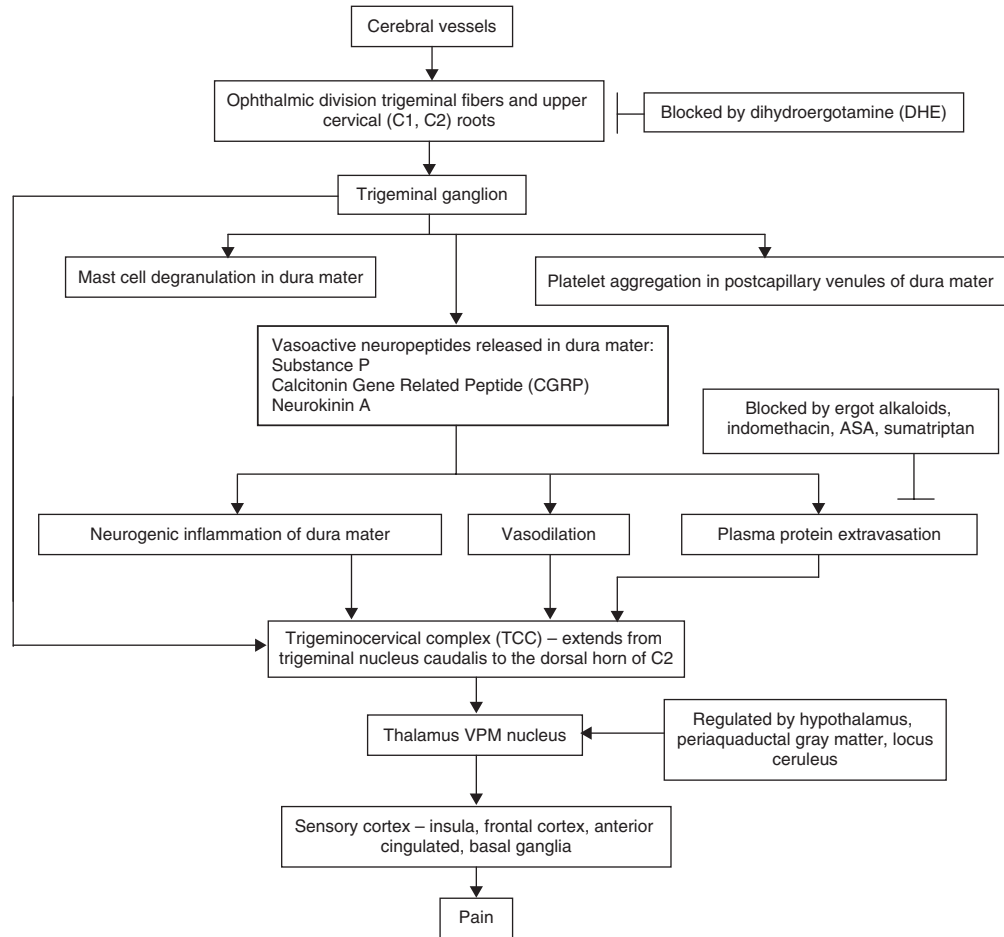 Cerebral vessels
Ophthalmic division trigeminal fibers and upper
cervical (C1, C2) roots
Blocked by dihydroergotamine (DHE)
Trigeminal ganglion
Mast cell degranulation in dura mater
Platelet aggregation in postcapillary venules of dura mater
Vasoactive neuropeptides released in dura mater:
Substance P
Calcitonin Gene Related Peptide (CGRP)
Neurokinin A
Blocked by ergot alkaloids,
indomethacin, ASA, sumatriptan
Neurogenic inflammation of dura mater
Vasodilation
Plasma protein extravasation
Trigeminocervical complex (TCC) – extends from
trigeminal nucleus caudalis to the dorsal horn of C2
Thalamus VPM nucleus
Regulated by hypothalamus,
periaquaductal gray matter, locus
ceruleus
Sensory cortex – insula, frontal cortex, anterior
cingulated, basal ganglia
Pain